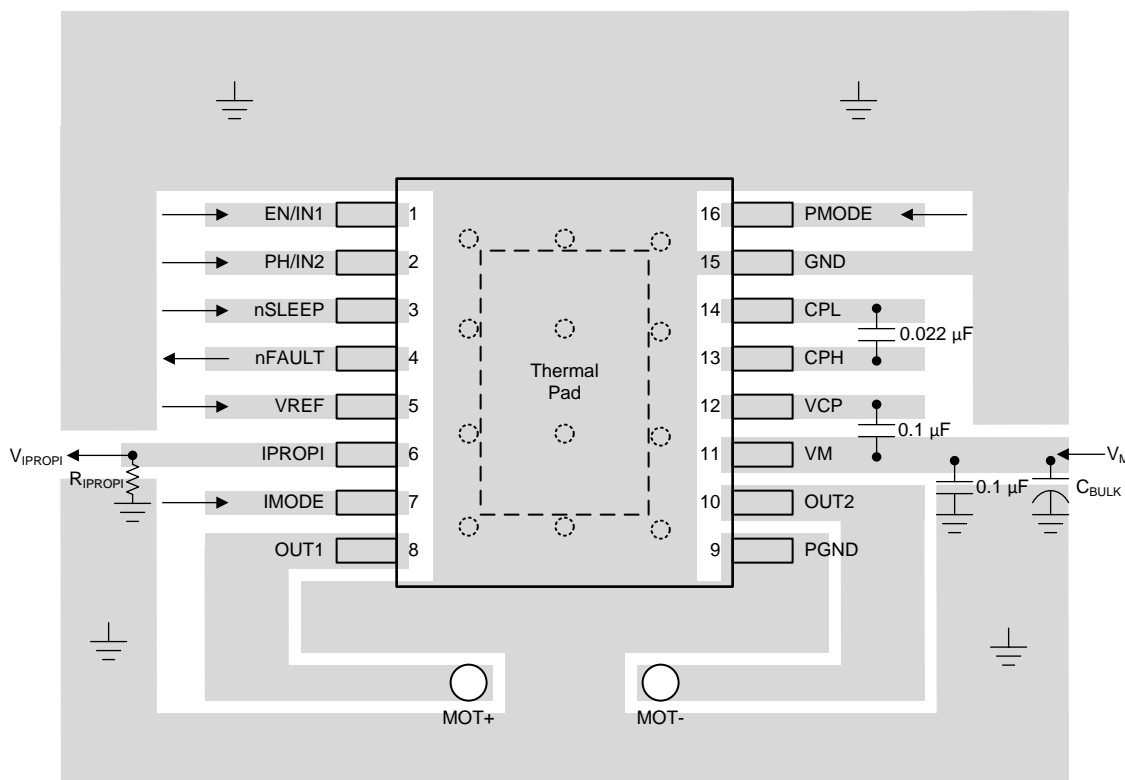 EN/IN1 1
PH/IN2 2
nSLEEP 3
nFAULT 4
VREF 5
IPROPI 6
IMODE 7
OUT1 8
VIPROPI
RIPROPI
Thermal
Pad
16 PMODE
15 GND
14 CPL
13 CPH
12 VCP
11 VM
10 OUT2
9 PGND
0.022 µF
0.1 µF
VM
0.1 µF
CBULK
MOT+
MOT-